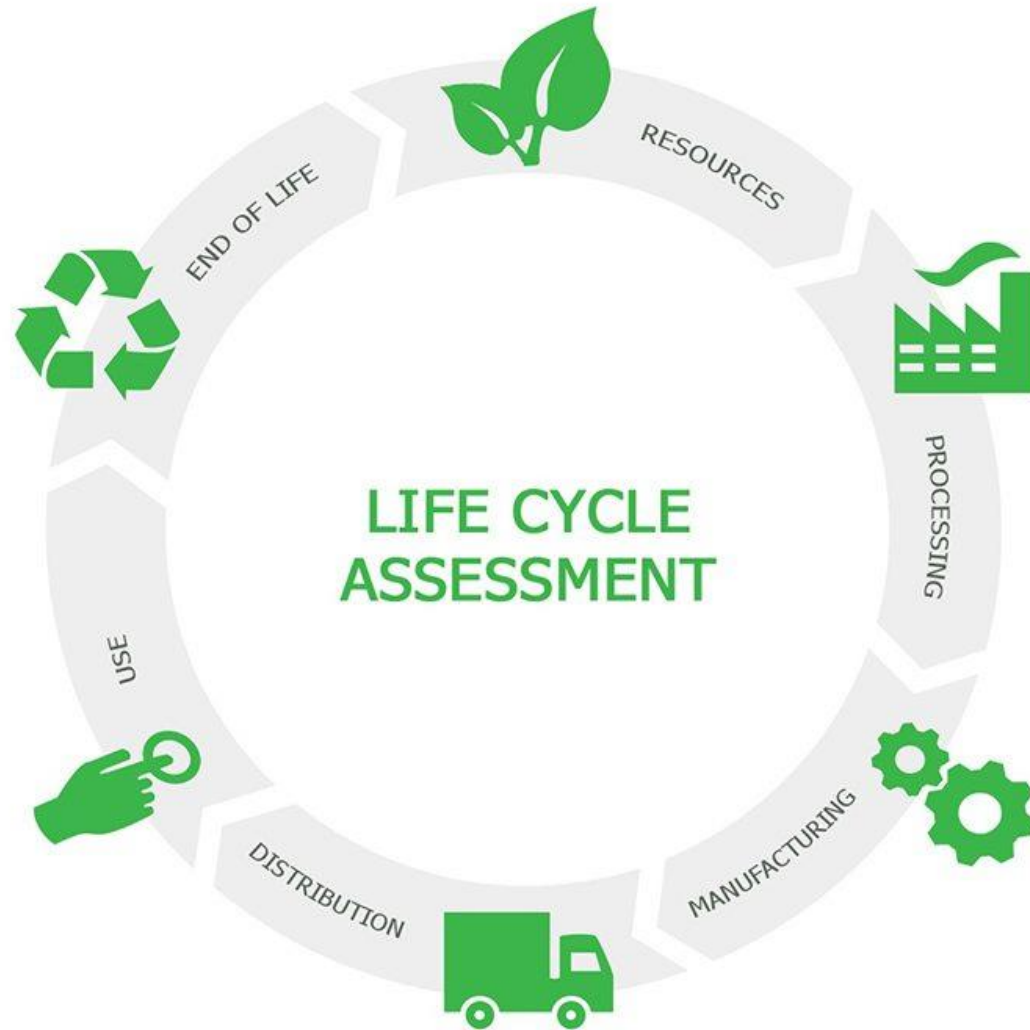 LIFE CYCLE
ASSESSMENT
RESOURCES
PROCESSING
MANUFACTURING
DISTRIBUTION
USE
END OF LIFE